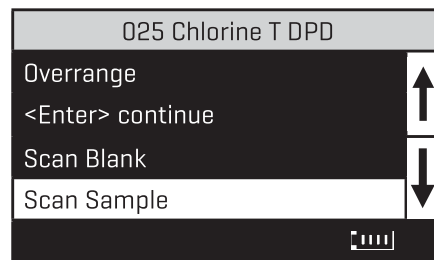 025 Chlorine T DPD
Overrange
<Enter> continue
Scan Blank
Scan Sample